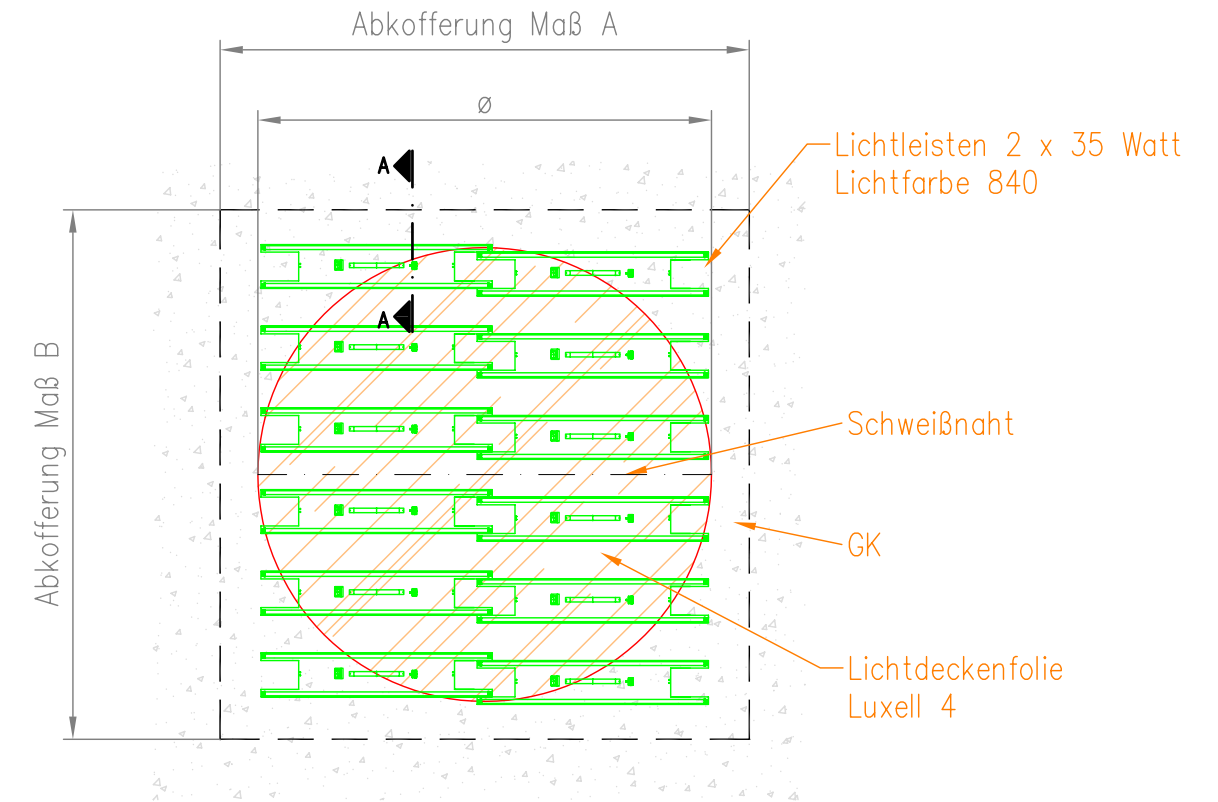 Abkofferung Maß A
ø
A
Lichtleisten 2 x 35 Watt
Lichtfarbe 840
A
Abkofferung Maß B
Schweißnaht
GK
Lichtdeckenfolie
Luxell 4